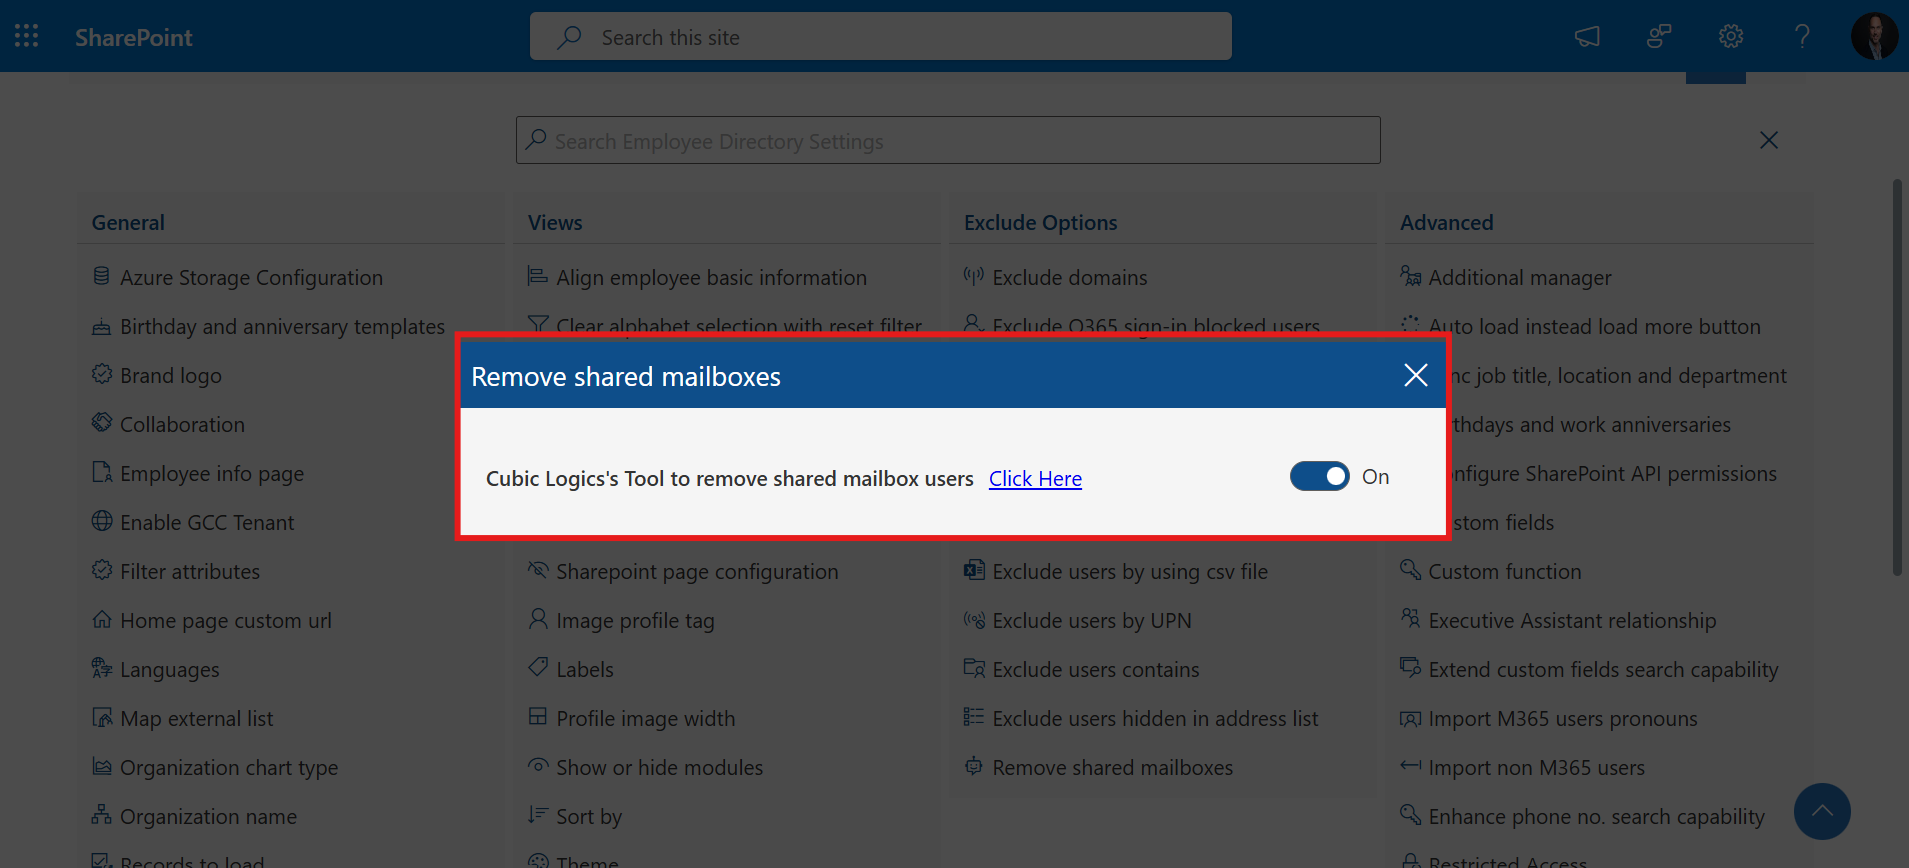 SharePoint
Search this site
Search Employee Directory Settings
General
Azure Storage Configuration
Birthday and anniversary templates
Brand logo
Collaboration
Employee info page
Enable GCC Tenant
Filter attributes
Home page custom url
Languages
Map external list
Organization chart type
Organization name
Records to load
Views
Align employee basic information
Clear alphabet selection with reset filter
Sharepoint page configuration
Image profile tag
Labels
Profile image width
Show or hide modules
Sort by
Theme
Exclude Options
Exclude domains
Exclude O365 sign-in blocked users
Exclude users by using csv file
Exclude users by UPN
Exclude users contains
Exclude users hidden in address list
Remove shared mailboxes
Advanced
Additional manager
Auto load instead load more button
nc job title, location and department
thdays and work anniversaries
nfigure SharePoint API permissions
stom fields
Custom function
Executive Assistant relationship
Extend custom fields search capability
Import M365 users pronouns
Import non M365 users
Enhance phone no. search capability
Restricted Access
Remove shared mailboxes
Cubic Logics's Tool to remove shared mailbox users Click Here
On